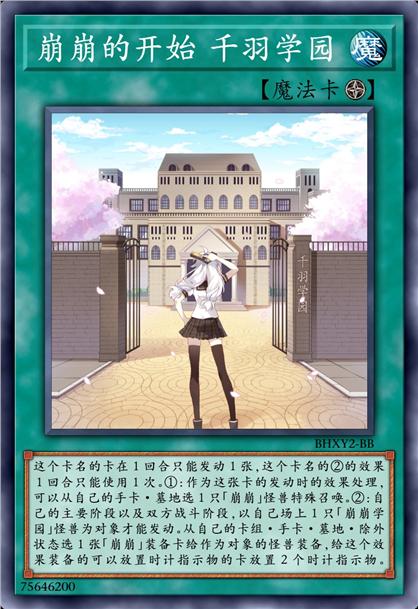 崩崩的开始 千羽学园 魔
【魔法卡】
千羽学园
BHXY2-BB
这个卡名的卡在1回合只能发动1张,这个卡名的②的效果
1回合只能使用1次。①:作为这张卡的发动时的效果处理,
可以从自己的手卡・墓地选1只「崩崩」怪兽特殊召唤。②:自
己的主要阶段以及双方战斗阶段,以自己场上1只「崩崩学
园」怪兽为对象才能发动。从自己的卡组・手卡・墓地・除外
状态选1张「崩崩」装备卡给作为对象的怪兽装备,给这个效
果装备的可以放置时计指示物的卡放置2个时计指示物。
75646200